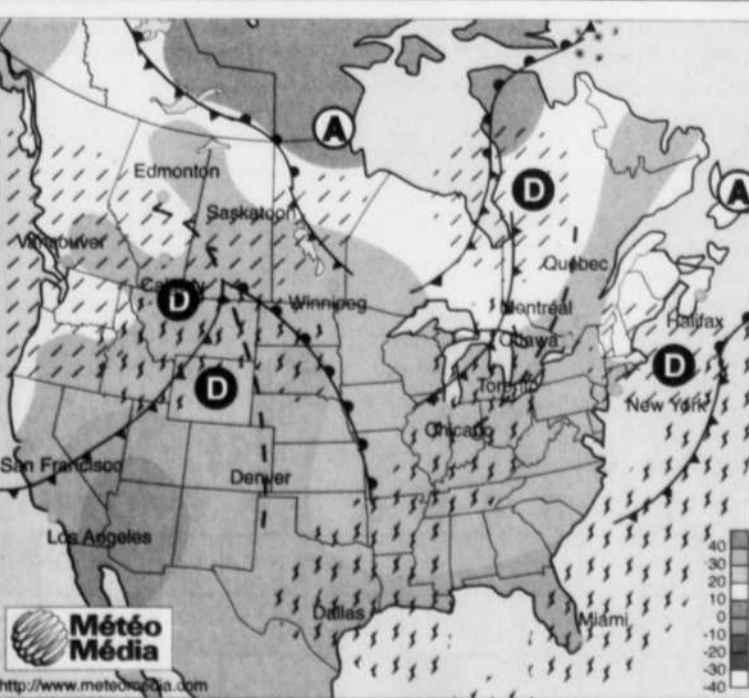 A
Edmonton
D
A
Saskatoon
Vancouver
Québec
Calgary
D
Winnipeg
Montréal
Halifax
Ottawa
D
D
Toronto
New York
Chicago
San Francisco
Denver
Los Angeles
40
30
20
10
0
-10
-20
-30
-40
Dallas
Miami
Météo
Média
http://www.meteomedia.com